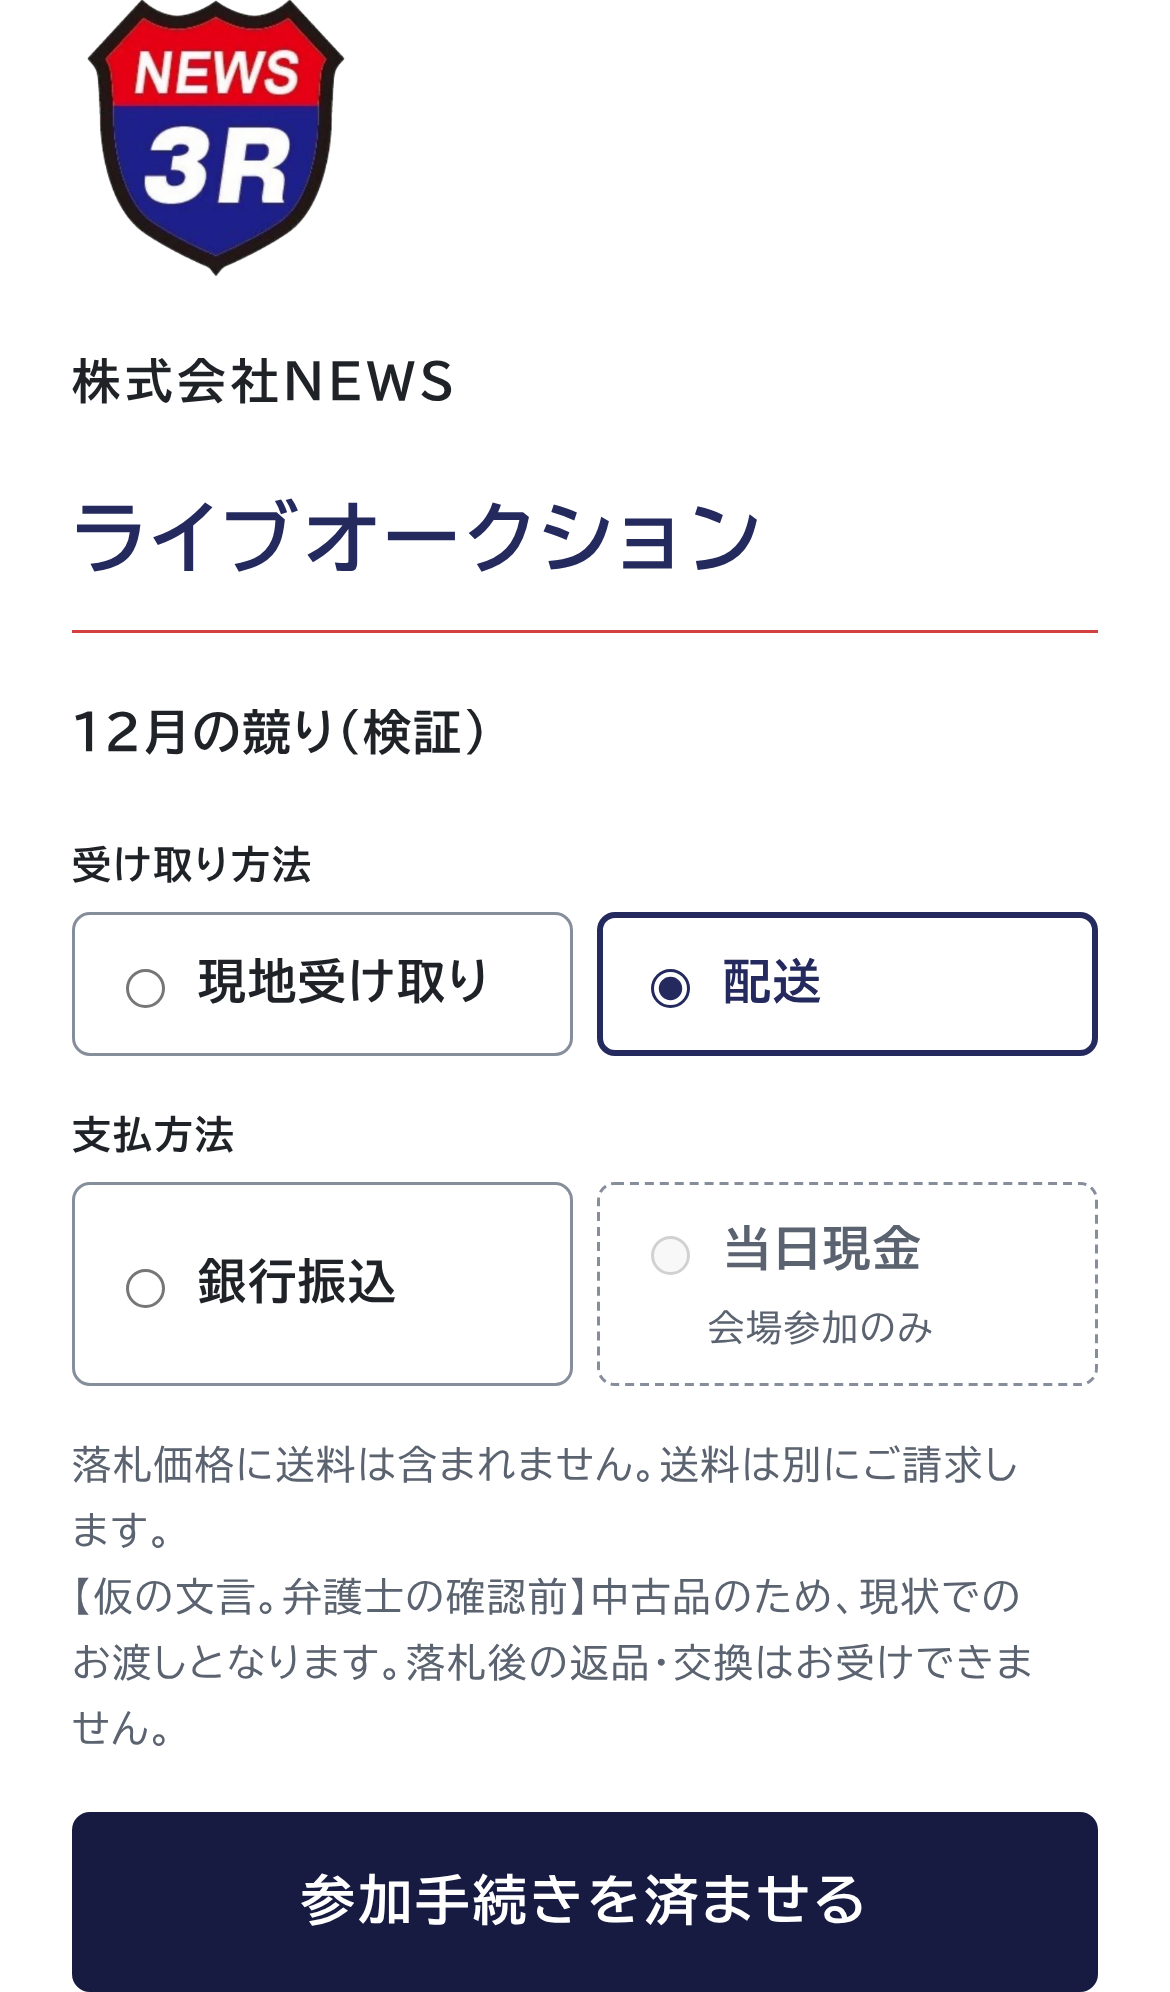 NEWS
3R
株式会社NEWS
ライブオークション
12月の競り（検証）
受け取り方法
現地受け取り
配送
支払方法
銀行振込
当日現金
会場参加のみ
落札価格に送料は含まれません。送料は別にご請求し
ます。
【仮の文言。弁護士の確認前】中古品のため、現状での
お渡しとなります。落札後の返品・交換はお受けできま
せん。
参加手続きを済ませる